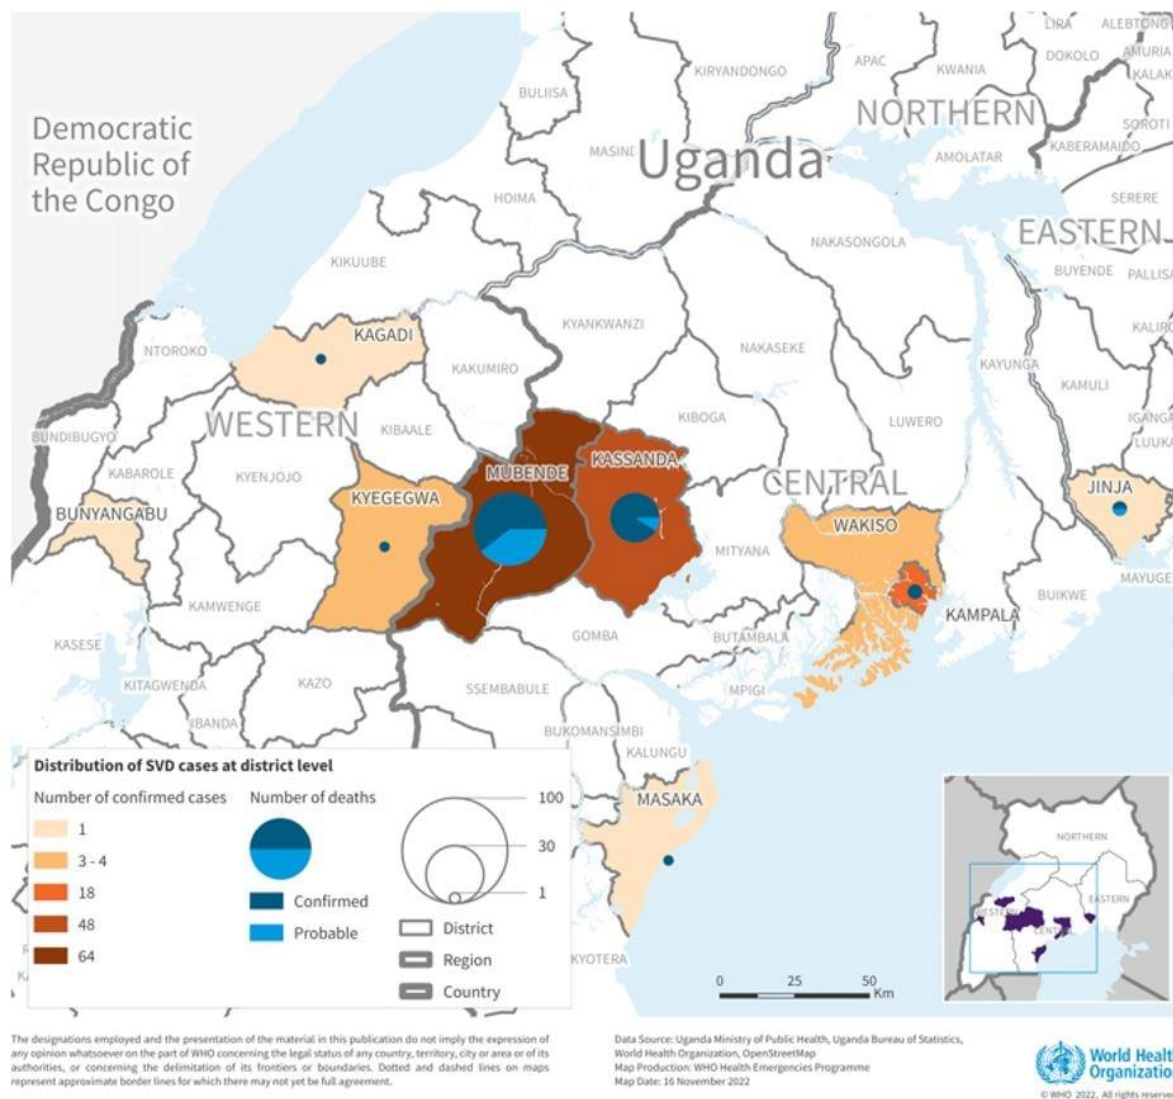 LIRA
ALEBTONG
APAC
KWANIA
DOKOLO
AMURIA
KALAK
KIRYANDONGO
BULIISA
NORTHERN
SOROTI
KABERAMAIDO
Democratic
Republic of
the Congo
MASINDI
Uganda
AMOLATAR
SERERE
HOIMA
EASTERN
NAKASONGOLA
KIKUUBE
BUYENDE
PALLISA
KYANKWANZI
KALIRO
KAGADI
NTOROKO
NAKASEKE
KAKUMIRO
KAYUNGA
KAMULI
KIBOGA
LUWERO
IGANGA
WESTERN
KIBAALE
BUNDIBUGYO
LUUKA
KABAROLE
KYENJOJO
MUBENDE
KASSANDA
CENTRAL
JINJA
KYEGEGWA
BUNYANGABU
WAKISO
MITYANA
MAYUGE
KAMWENGE
BUIKWE
KAMPALA
GOMBA
BUTAMBALA
KASESE
KITAGWENDA
KAZO
SSEMBABULE
MPIGI
IBANDA
BUKOMANSIMBI
KALUNGU
MASAKA
KYOTERA
Distribution of SVD cases at district level
Number of confirmed cases
1
3 - 4
18
48
64
Number of deaths
Confirmed
Probable
100
30
1
District
Region
Country
0 25 50
Km
NORTHERN
WESTERN
EASTERN
CENTRAL
The designations employed and the presentation of the material in this publication do not imply the expression of
any opinion whatsoever on the part of WHO concerning the legal status of any country, territory, city or area or of its
authorities, or concerning the delimitation of its frontiers or boundaries. Dotted and dashed lines on maps
represent approximate border lines for which there may not yet be full agreement.
Data Source: Uganda Ministry of Public Health, Uganda Bureau of Statistics,
World Health Organization, OpenStreetMap
Map Production: WHO Health Emergencies Programme
Map Date: 16 November 2022
World Health
Organization
© WHO 2022. All rights reserve